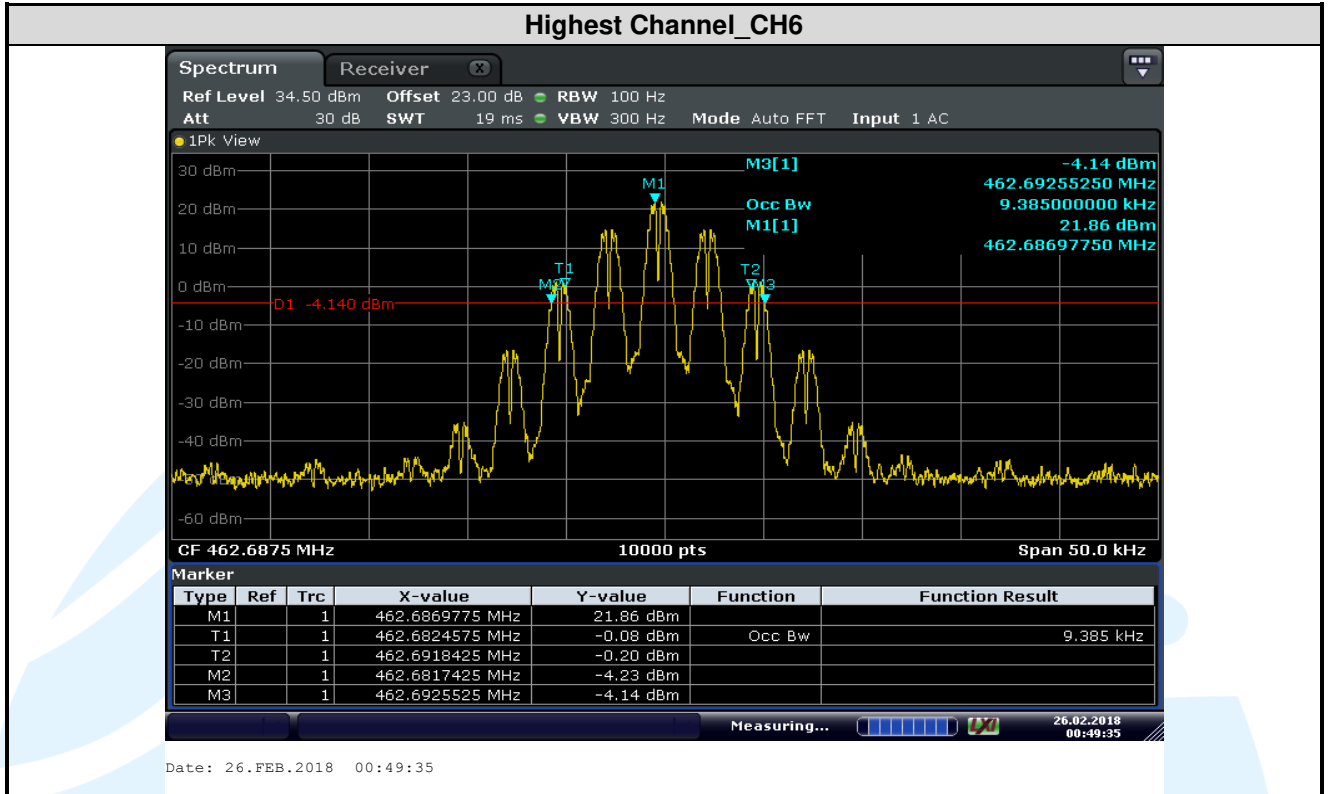 Highest Channel_CH6
Spectrum Receiver X
Ref Level 34.50 dBm Offset 23.00 dB RBW 100 Hz
Att 30 dB SWT 19 ms VBW 300 Hz Mode Auto FFT Input 1 AC
1Pk View
M3[1] -4.14 dBm
462.69255250 MHz
Occ Bw 9.385000000 kHz
M1[1] 21.86 dBm
462.68697750 MHz
30 dBm
M1
20 dBm
10 dBm
T1
T2
0 dBm
M3
D1 -4.140 dBm
-10 dBm
-20 dBm
-30 dBm
-40 dBm
-60 dBm
CF 462.6875 MHz 10000 pts Span 50.0 kHz
Marker
Type Ref Trc X-value Y-value Function Function Result
M1 1 462.6869775 MHz 21.86 dBm
T1 1 462.6824575 MHz -0.08 dBm Occ Bw 9.385 kHz
T2 1 462.6918425 MHz -0.20 dBm
M2 1 462.6817425 MHz -4.23 dBm
M3 1 462.6925525 MHz -4.14 dBm
Measuring... LXI 26.02.2018
00:49:35
Date: 26.FEB.2018 00:49:35